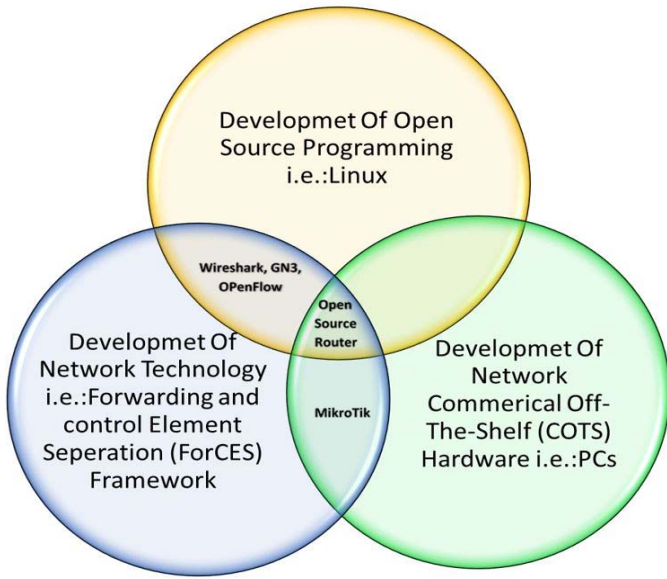 Developmet Of Open
Source Programming
i.e.:Linux
Wireshark, GN3,
OPenFlow
Open
Source
Router
Developmet Of
Network Technology
i.e.:Forwarding and
control Element
Seperation (ForCES)
Framework
MikroTik
Developmet Of
Network
Commerical Off-
The-Shelf (COTS)
Hardware i.e.:PCs